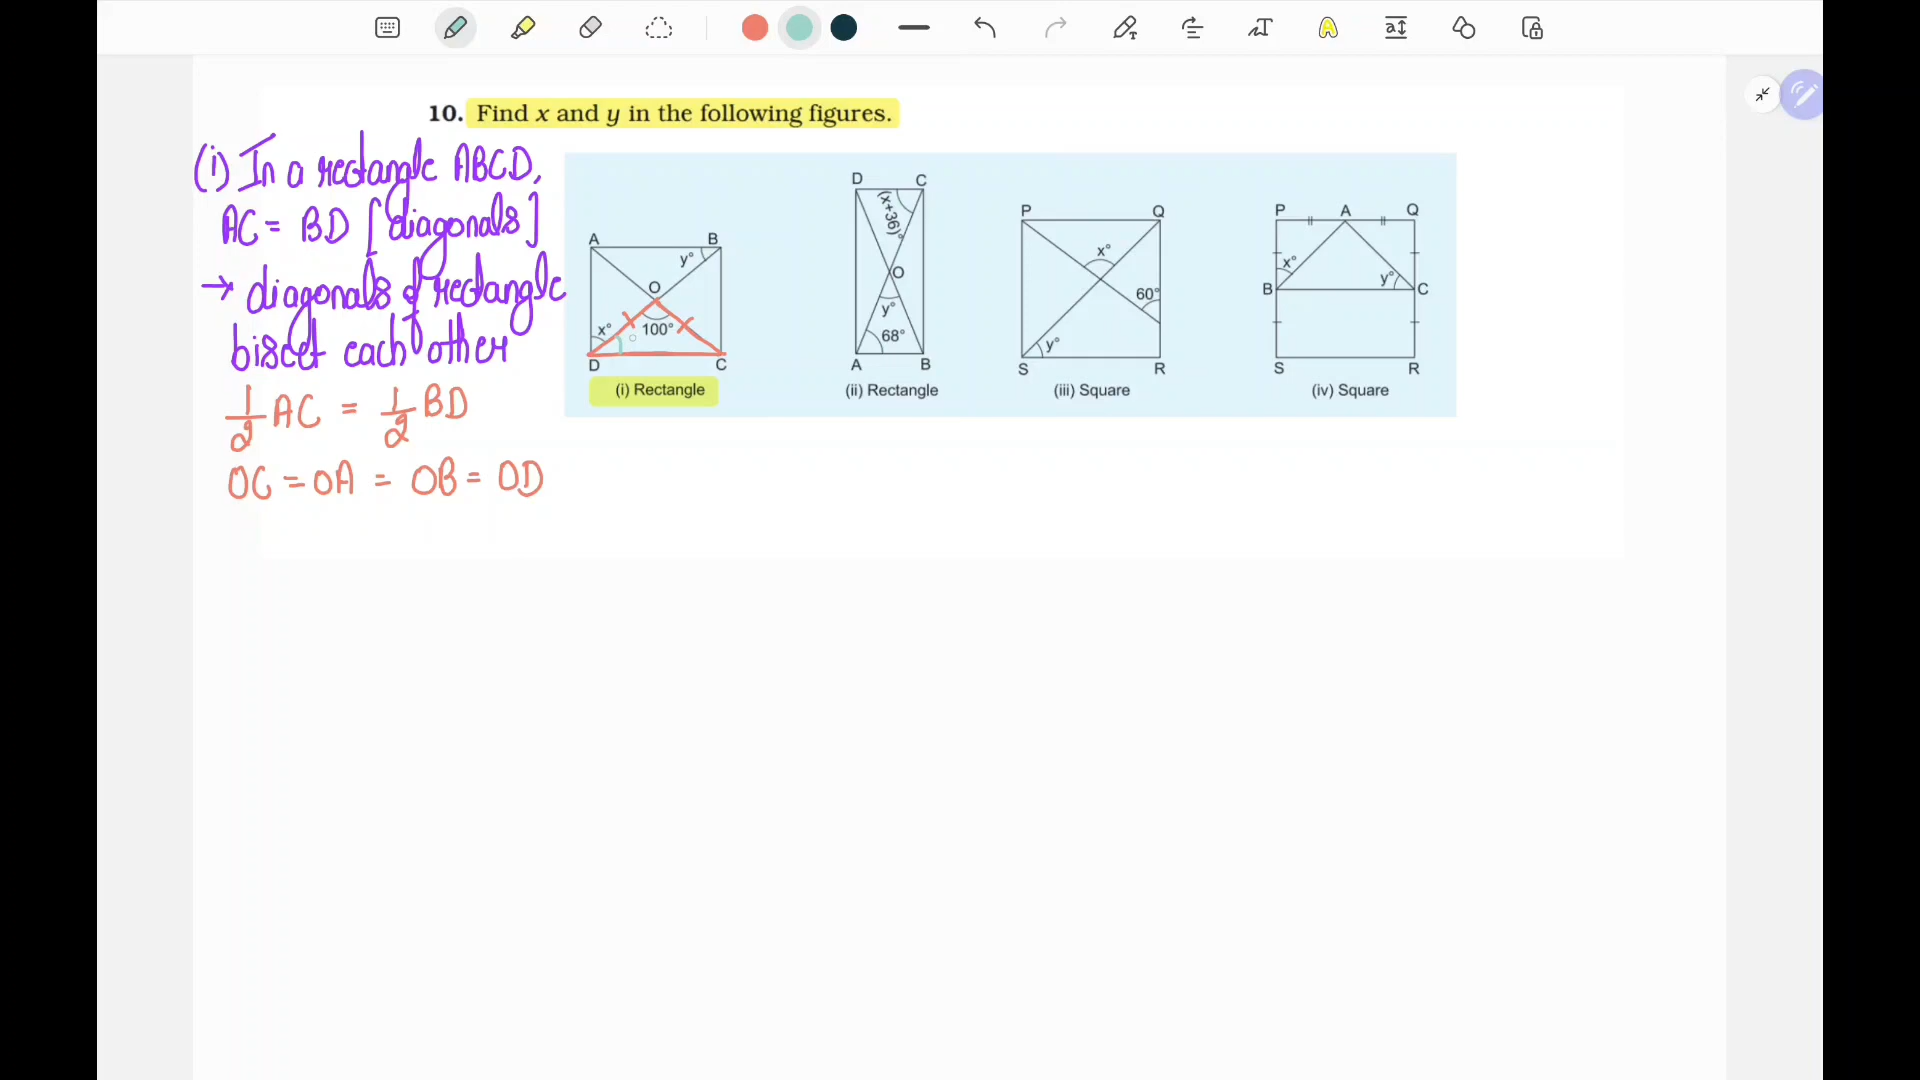 10. Find x and y in the following figures.
(i) In a rectangle ABCD,
AC = BD [diagonals]
→ diagonals of rectangle
biscet each other
1/2 AC = 1/2 BD
OC = OA = OB = OD
A B
y°
O
x° 100°
D C
(i) Rectangle
D C
(x+36)°
O
y°
68°
A B
(ii) Rectangle
P Q
x°
60°
y°
S R
(iii) Square
P A Q
x° y°
B C
S R
(iv) Square